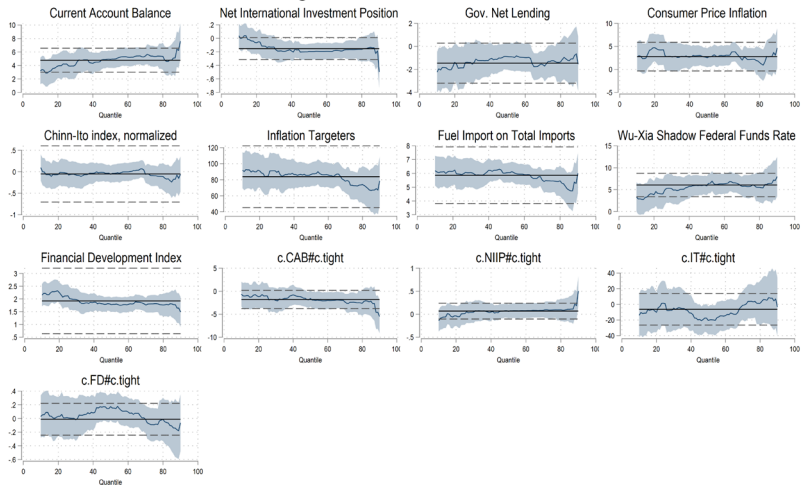 Current Account Balance
10
8
6
4
2
0
0 20 40 60 80 100
Quantile
Net International Investment Position
.2
0
-.2
-.4
-.6
-.8
0 20 40 60 80 100
Quantile
Gov. Net Lending
2
0
-2
-4
0 20 40 60 80 100
Quantile
Consumer Price Inflation
10
5
0
-5
0 20 40 60 80 100
Quantile
Chinn-Ito index, normalized
.5
0
-.5
-1
0 20 40 60 80 100
Quantile
Inflation Targeters
120
100
80
60
40
0 20 40 60 80 100
Quantile
Fuel Import on Total Imports
8
7
6
5
4
3
0 20 40 60 80 100
Quantile
Wu-Xia Shadow Federal Funds Rate
15
10
5
0
0 20 40 60 80 100
Quantile
Financial Development Index
3
2
1
.5
0 20 40 60 80 100
Quantile
c.CAB#c.tight
5
0
-5
-10
0 20 40 60 80 100
Quantile
c.NIIP#c.tight
1
.5
0
-.5
0 20 40 60 80 100
Quantile
c.IT#c.tight
40
20
0
-20
-40
0 20 40 60 80 100
Quantile
c.FD#c.tight
.4
.2
0
-.2
-.4
-.6
0 20 40 60 80 100
Quantile